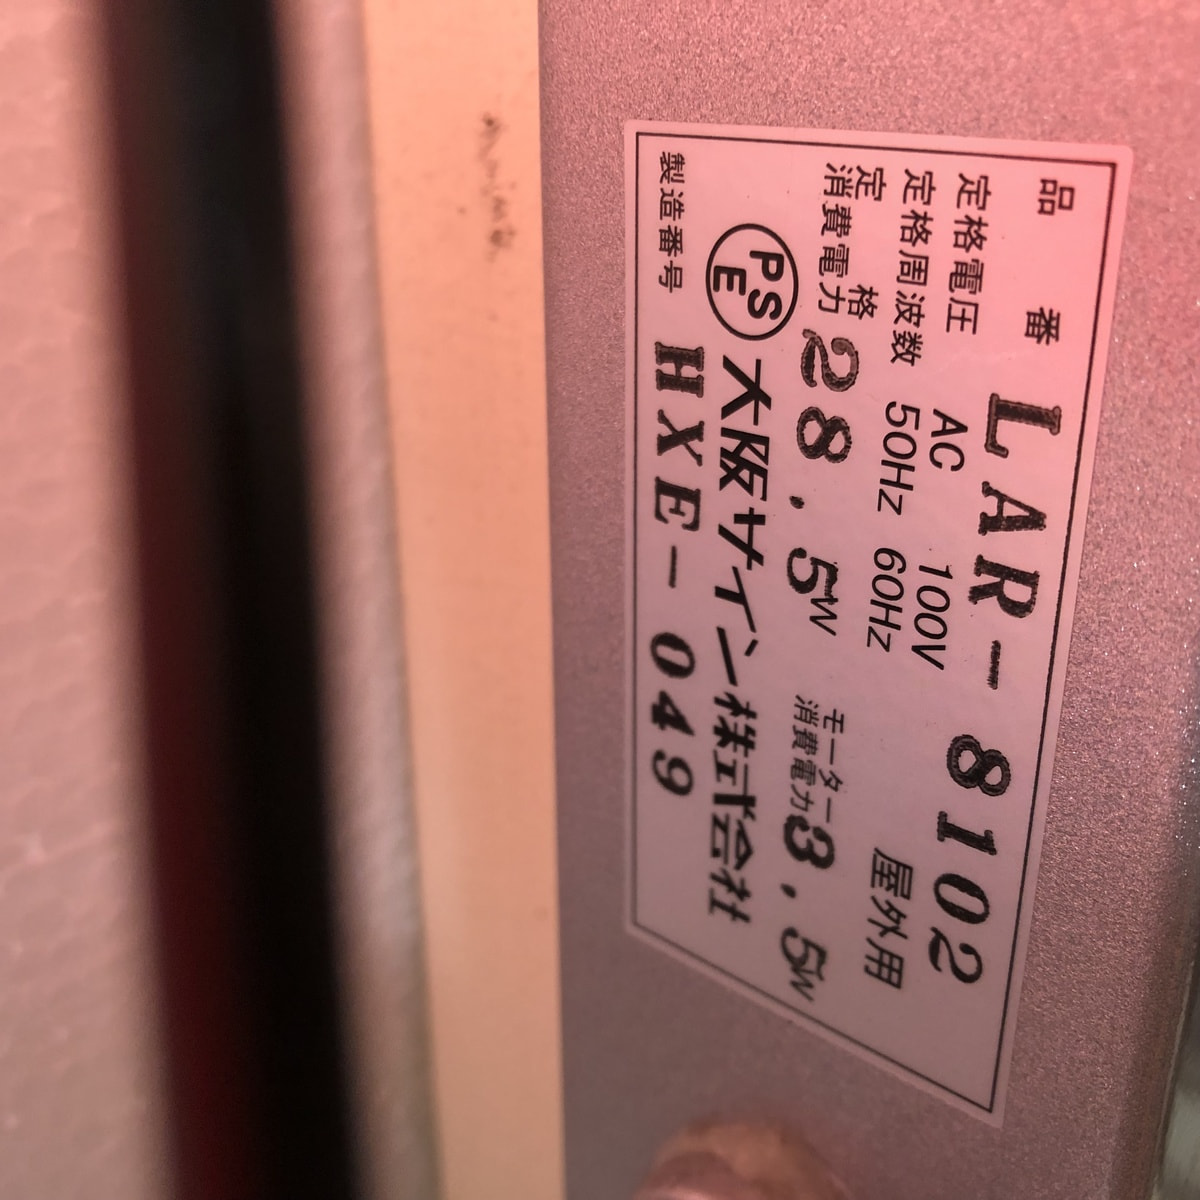 品番 LAR-8102
定格電圧 AC 100V
定格周波数 50Hz 60Hz 屋外用
定格消費電力 28.5W モーター消費電力 3.5W
PSE 大阪サイン株式会社
製造番号 HXE-049